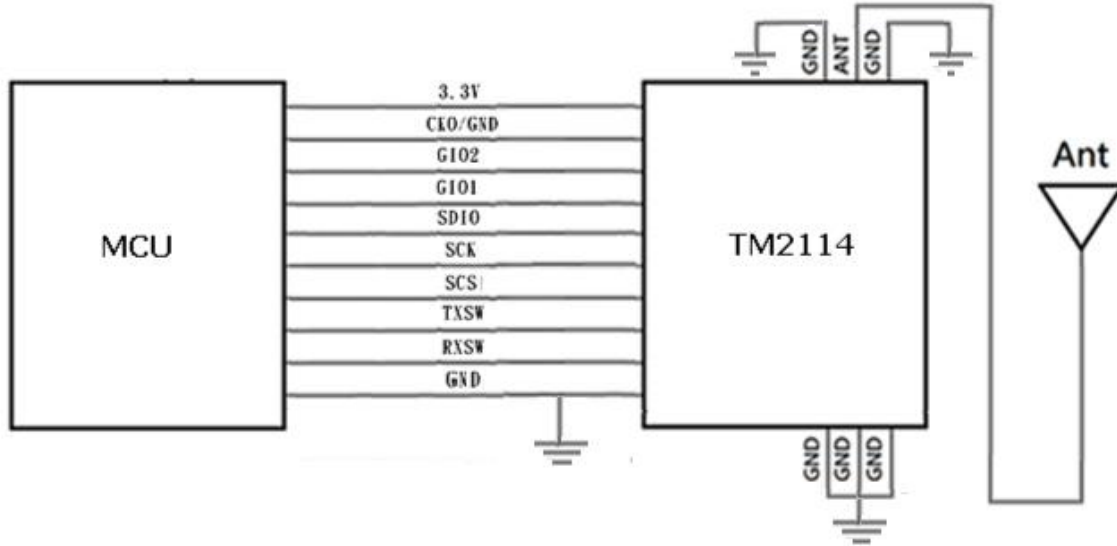 GND ANT GND
3.3V
CKO/GND
GIO2
GIO1
SDIO
SCK
SCS
TXSW
RXSW
GND
MCU
TM2114
Ant
GND GND GND